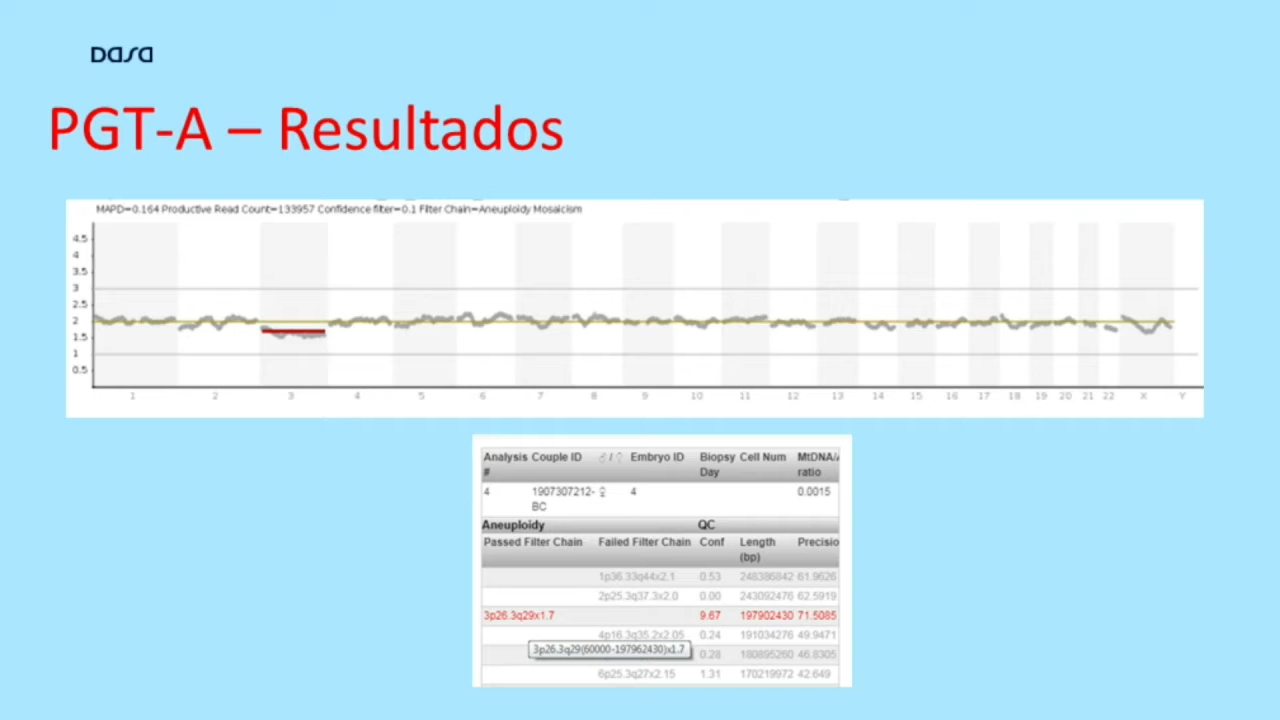 Dasa
PGT-A – Resultados
MAPD=0.164 Productive Read Count=133957 Confidence filter=0.1 Filter Chain=Aneuploidy Mosaicism
4.5
4
3.5
3
2.5
2
1.5
1
0.5
1 2 3 4 5 6 7 8 9 10 11 12 13 14 15 16 17 18 19 20 21 22 X Y
Analysis Couple ID ♂/♀ Embryo ID Biopsy Cell Num MtDNA/
# Day ratio
4 1907307212- ♀ 4 0.0015
BC
Aneuploidy QC
Passed Filter Chain Failed Filter Chain Conf Length Precisio
(bp)
1p36.33q44x2.1 0.53 248386842 61.9626
2p25.3q37.3x2.0 0.00 243092476 62.5919
3p26.3q29x1.7 9.67 197902430 71.5085
4p16.3q35.2x2.05 0.24 191034276 49.9471
3p26.3q29(60000-197962430)x1.7 0.28 180895260 46.8305
6p25.3q27x2.15 1.31 170219972 42.649